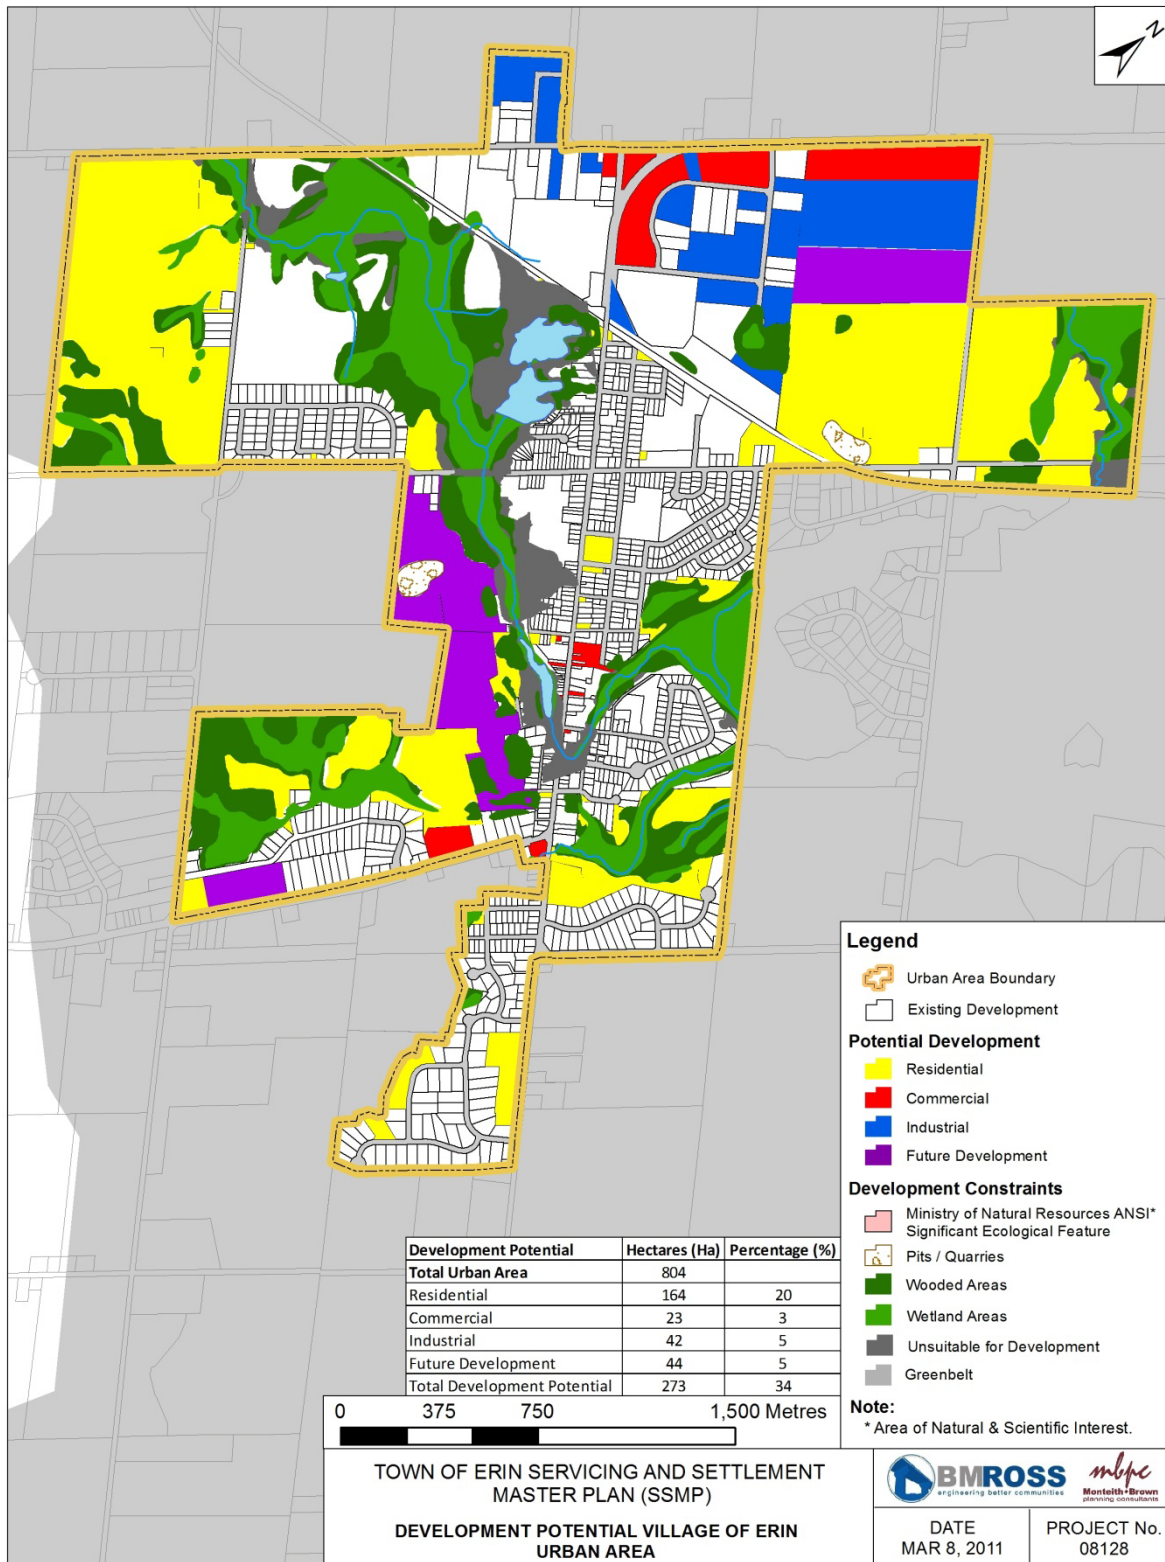 N
Legend
Urban Area Boundary
Existing Development
Potential Development
Residential
Commercial
Industrial
Future Development
Development Constraints
Ministry of Natural Resources ANSI*
Significant Ecological Feature
Pits / Quarries
Wooded Areas
Wetland Areas
Unsuitable for Development
Greenbelt
Note:
* Area of Natural & Scientific Interest.
Development Potential Hectares (Ha) Percentage (%)
Total Urban Area 804
Residential 164 20
Commercial 23 3
Industrial 42 5
Future Development 44 5
Total Development Potential 273 34
0 375 750 1,500 Metres
TOWN OF ERIN SERVICING AND SETTLEMENT
MASTER PLAN (SSMP)
DEVELOPMENT POTENTIAL VILLAGE OF ERIN
URBAN AREA
BMROSS
engineering better communities
mbpc
Monteith•Brown
planning consultants
DATE
MAR 8, 2011
PROJECT No.
08128